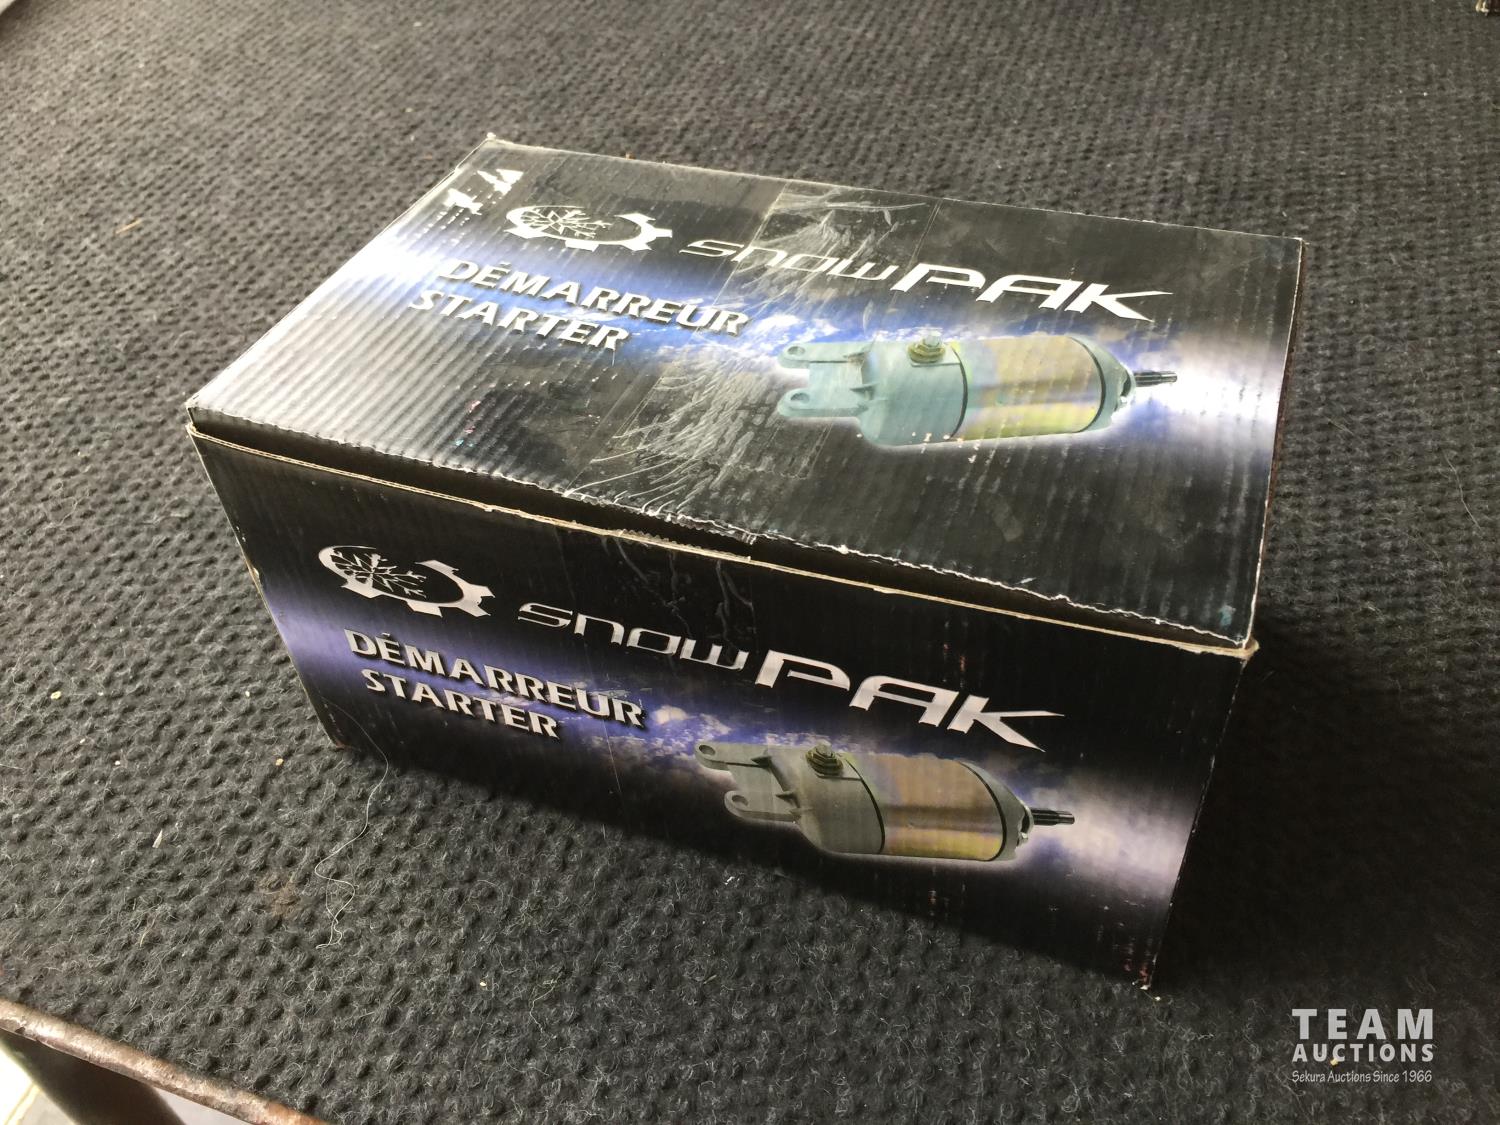 snowPAK
DÉMARREUR
STARTER
snowPAK
DÉMARREUR
STARTER
TEAM
AUCTIONS
Sekura Auctions Since 1966